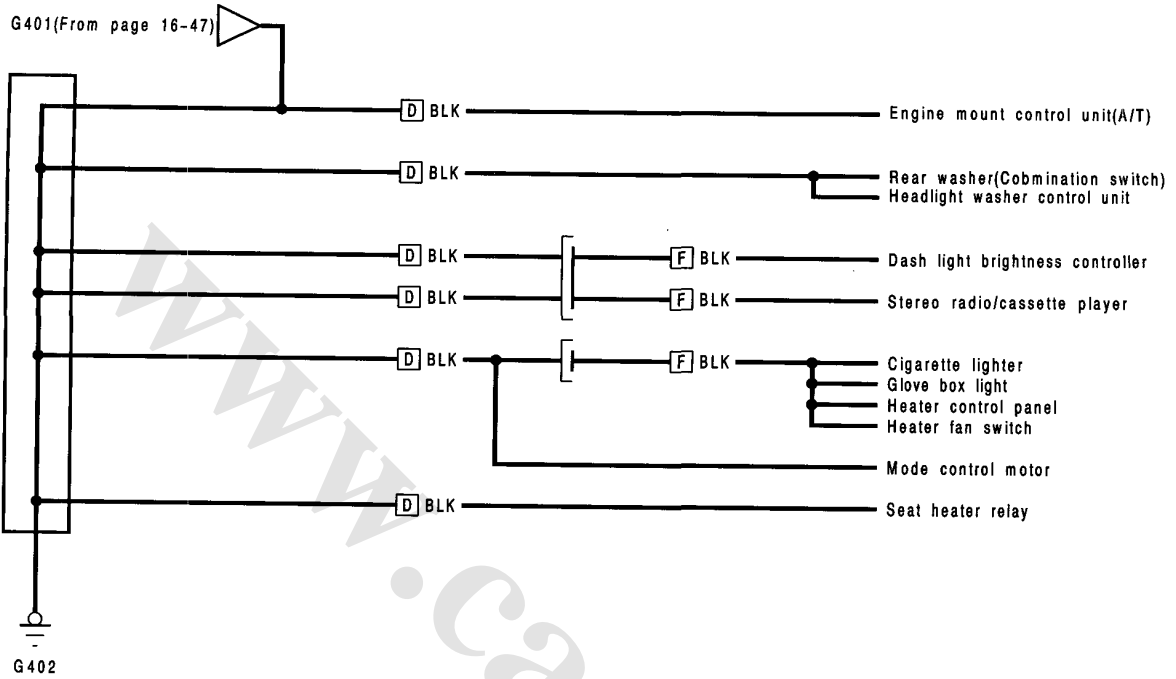 G401(From page 16-47)
D BLK Engine mount control unit(A/T)
D BLK Rear washer(Cobmination switch)
Headlight washer control unit
D BLK F BLK Dash light brightness controller
D BLK F BLK Stereo radio/cassette player
D BLK F BLK Cigarette lighter
Glove box light
Heater control panel
Heater fan switch
Mode control motor
D BLK Seat heater relay
G402
www.ca